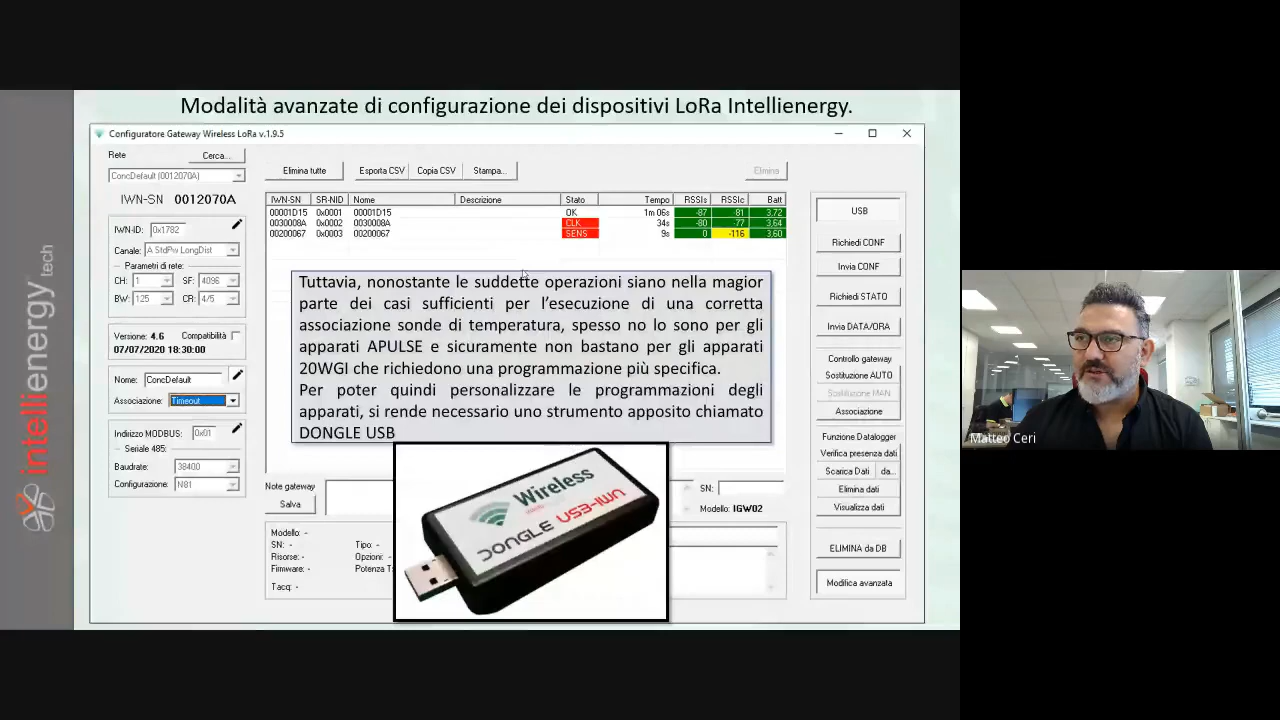 Modalità avanzate di configurazione dei dispositivi LoRa Intellienergy.
Configuratore Gateway Wireless LoRa v.1.9.5
Rete
Cerca...
ConcDefault (0012070A)
IWN-SN 0012070A
IWN-ID: 0x1782
Canale: A StdPw LongDist
Parametri di rete:
CH: 1 SF: 4096
BW: 125 CR: 4/5
Versione: 4.6 Compatibilità
07/07/2020 18:30:00
Nome: ConcDefault
Associazione: Timeout
Indirizzo MODBUS: 0x01
Seriale 485:
Baudrate: 38400
Configurazione: N81
Elimina tutte Esporta CSV Copia CSV Stampa... Elimina
IWN-SN SR-NID Nome Descrizione Stato Tempo RSSIs RSSIc Batt
00001D15 0x0001 00001D15 OK 1m 06s -87 -81 3,72
0030008A 0x0002 0030008A CLK 34s -80 -77 3,64
00200067 0x0003 00200067 SENS 9s 0 -116 3,60
Tuttavia, nonostante le suddette operazioni siano nella magior
parte dei casi sufficienti per l'esecuzione di una corretta
associazione sonde di temperatura, spesso no lo sono per gli
apparati APULSE e sicuramente non bastano per gli apparati
20WGI che richiedono una programmazione più specifica.
Per poter quindi personalizzare le programmazioni degli
apparati, si rende necessario uno strumento apposito chiamato
DONGLE USB
Note gateway
Salva
SN:
Modello: IGW02
Modello: -
SN: - Tipo: -
Risorse: - Opzioni: -
Firmware: - Potenza
Tacq: -
Wireless
DONGLE USB-IWN
USB
Richiedi CONF
Invia CONF
Richiedi STATO
Invia DATA/ORA
Controllo gateway
Sostituzione AUTO
Sostituzione MAN
Associazione
Funzione Datalogger
Verifica presenza dati
Scarica Dati da...
Elimina dati
Visualizza dati
ELIMINA da DB
Modifica avanzata
intellienergy tech
Matteo Ceri